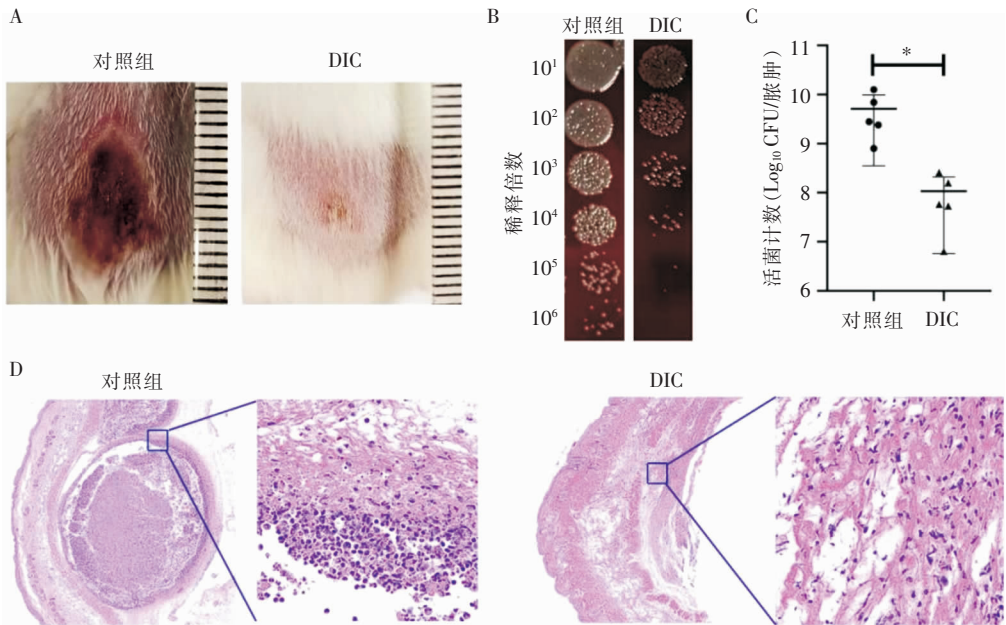 A
对照组
DIC
B
对照组
DIC
稀释倍数
10¹
10²
10³
10⁴
10⁵
10⁶
C
活菌计数(Log₁₀ CFU/脓肿)
11
10
9
8
7
6
*
对照组
DIC
D
对照组
DIC